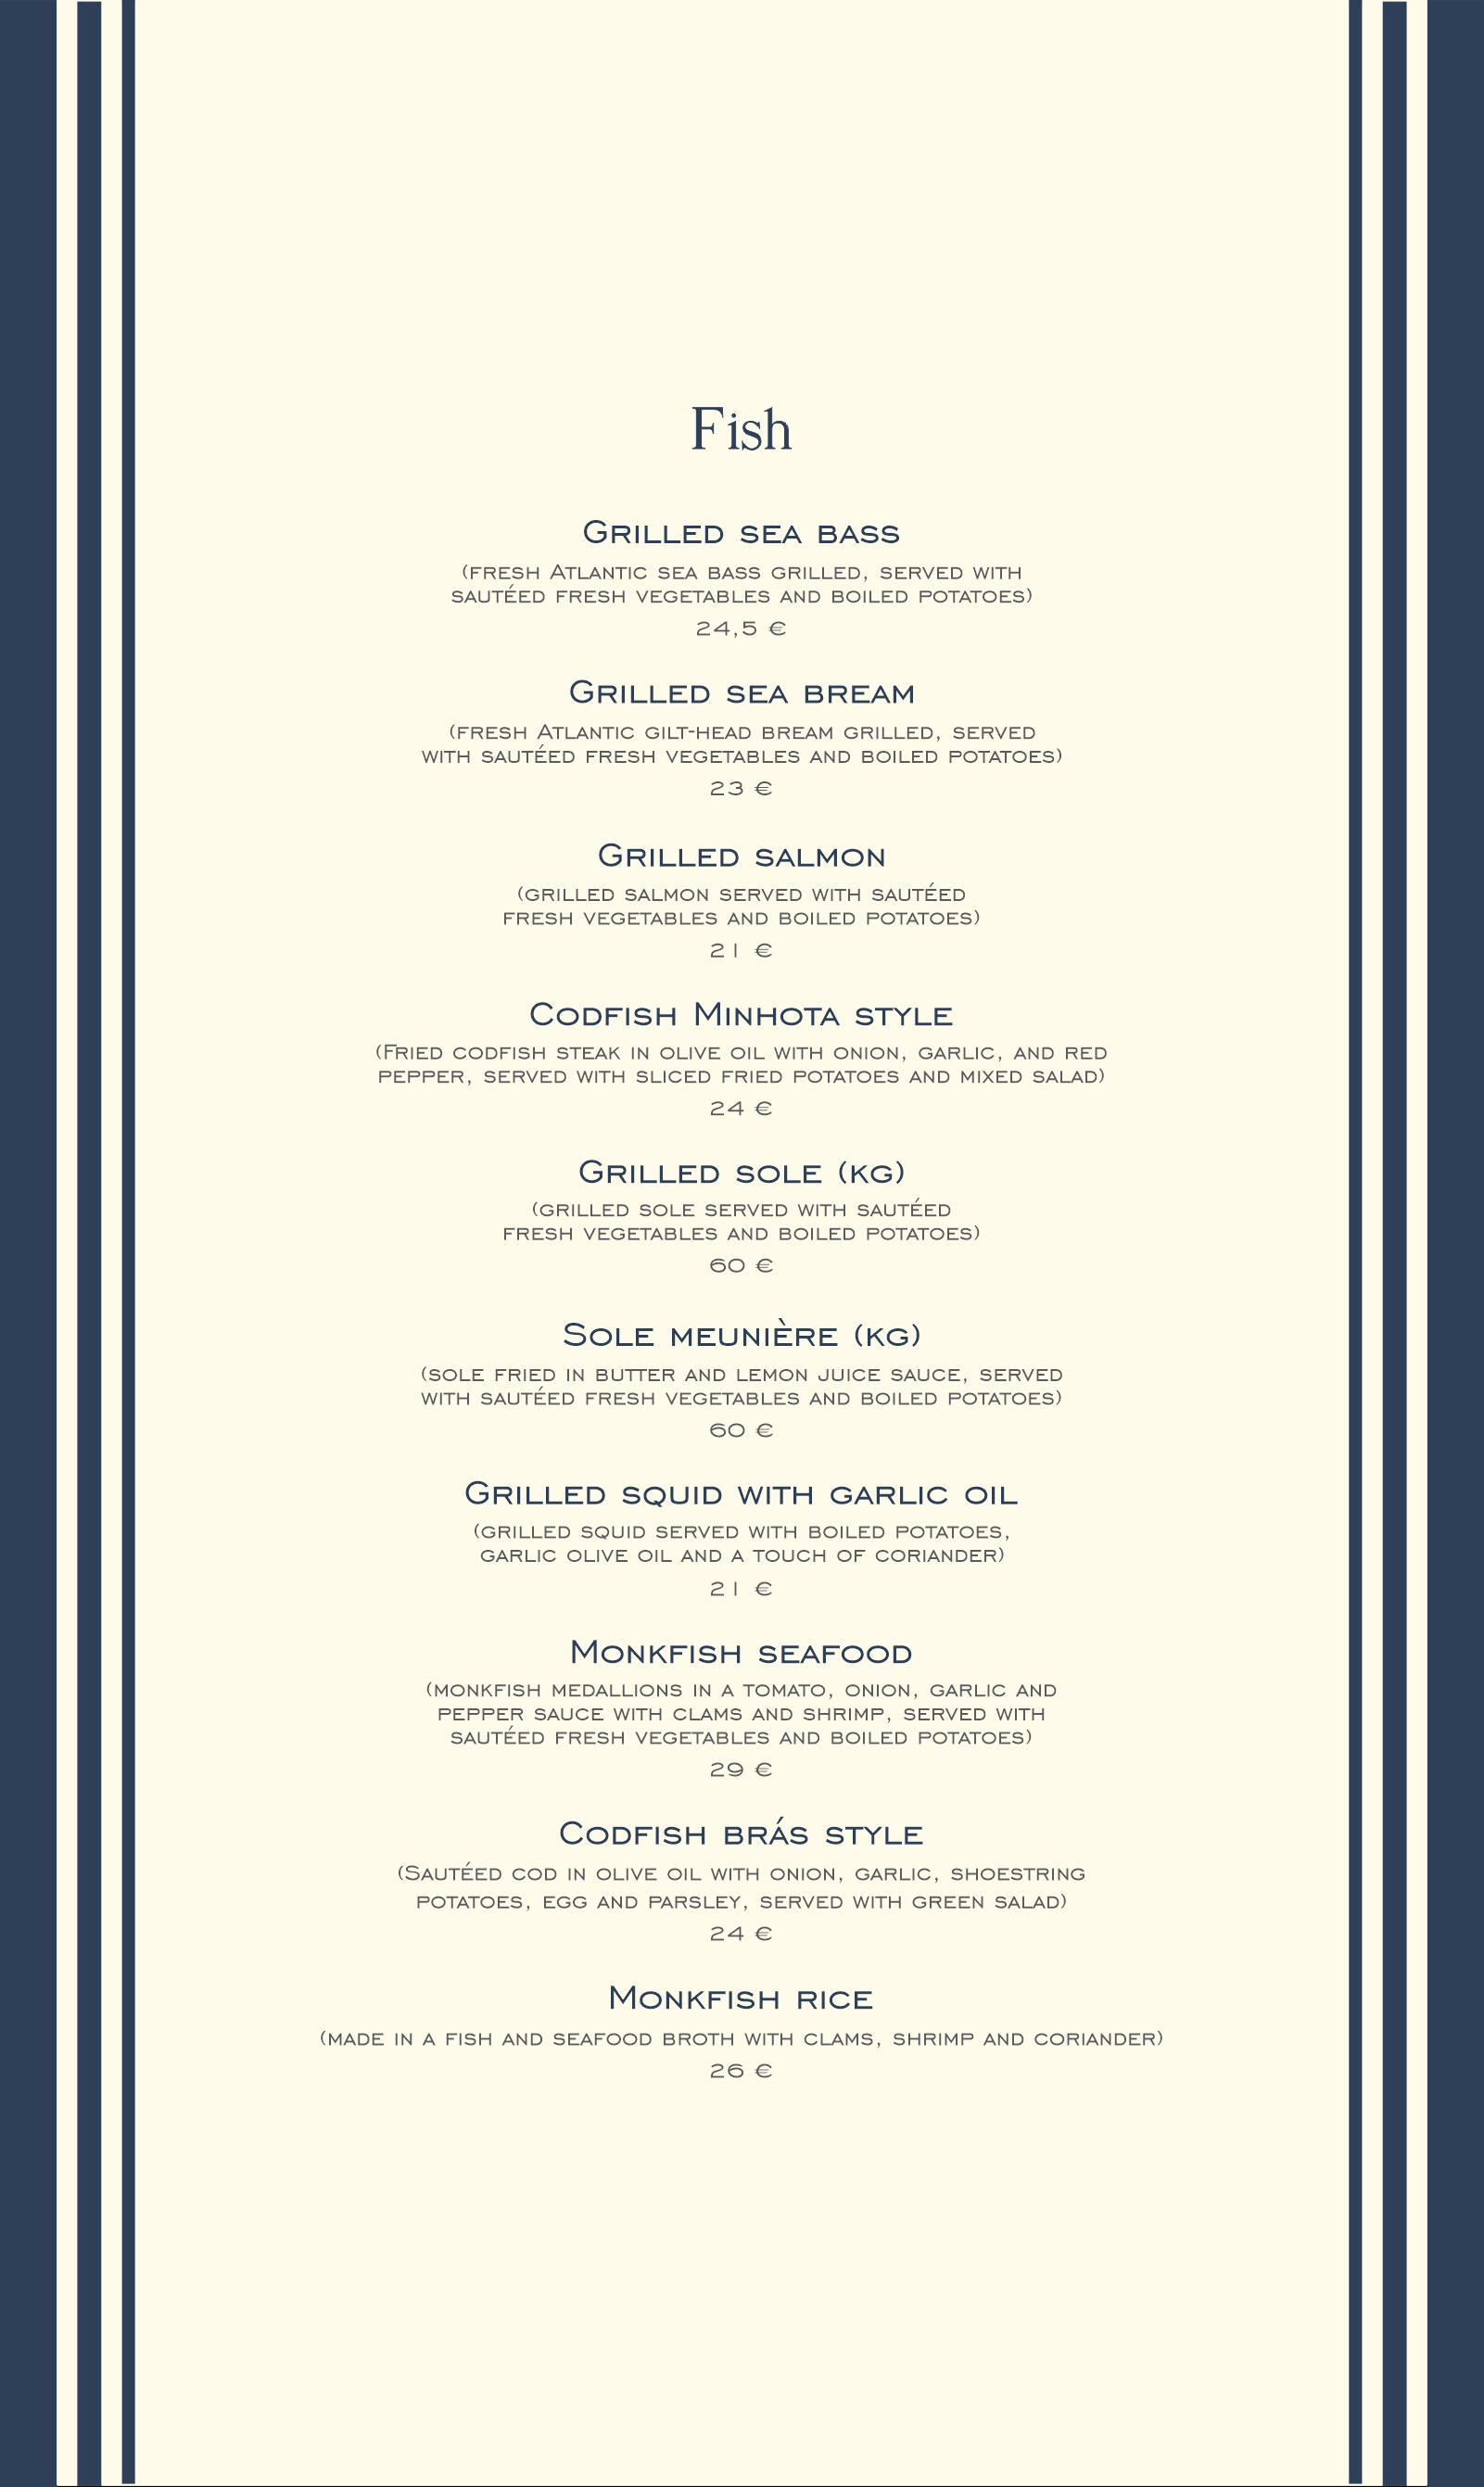 Fish
Grilled sea bass
(fresh Atlantic sea bass grilled, served with
sautéed fresh vegetables and boiled potatoes)
24,5 €
Grilled sea bream
(fresh Atlantic gilt-head bream grilled, served
with sautéed fresh vegetables and boiled potatoes)
23 €
Grilled salmon
(grilled salmon served with sautéed
fresh vegetables and boiled potatoes)
21 €
Codfish Minhota style
(Fried codfish steak in olive oil with onion, garlic, and red
pepper, served with sliced fried potatoes and mixed salad)
24 €
Grilled sole (kg)
(grilled sole served with sautéed
fresh vegetables and boiled potatoes)
60 €
Sole meunière (kg)
(sole fried in butter and lemon juice sauce, served
with sautéed fresh vegetables and boiled potatoes)
60 €
Grilled squid with garlic oil
(grilled squid served with boiled potatoes,
garlic olive oil and a touch of coriander)
21 €
Monkfish seafood
(monkfish medallions in a tomato, onion, garlic and
pepper sauce with clams and shrimp, served with
sautéed fresh vegetables and boiled potatoes)
29 €
Codfish brás style
(Sautéed cod in olive oil with onion, garlic, shoestring
potatoes, egg and parsley, served with green salad)
24 €
Monkfish rice
(made in a fish and seafood broth with clams, shrimp and coriander)
26 €